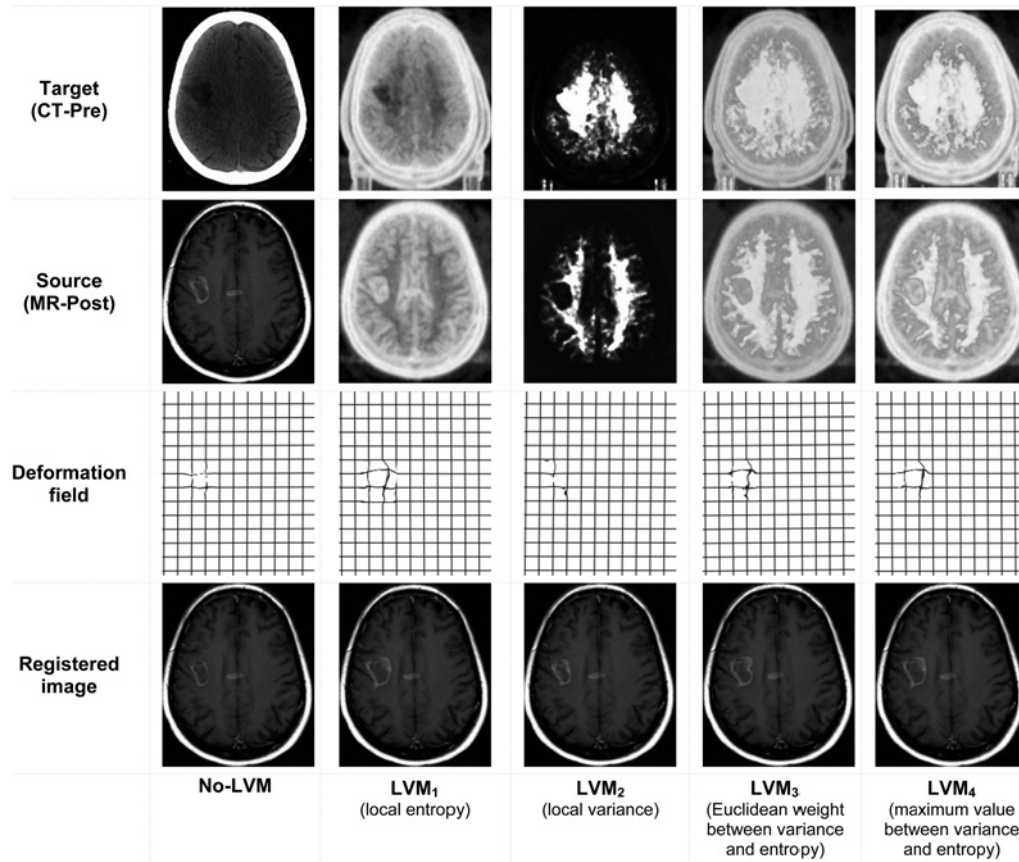 Target
(CT-Pre)
Source
(MR-Post)
Deformation
field
Registered
image
No-LVM
LVM₁
(local entropy)
LVM₂
(local variance)
LVM₃
(Euclidean weight
between variance
and entropy)
LVM₄
(maximum value
between variance
and entropy)